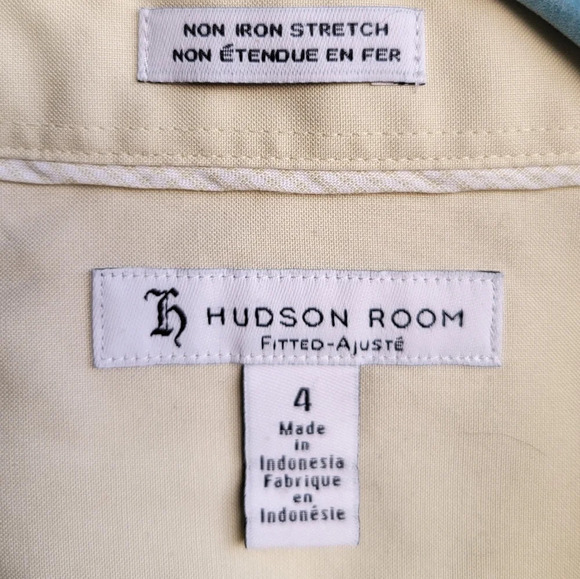 NON IRON STRETCH
NON ÉTENDUE EN FER
h HUDSON ROOM
FITTED-AJUSTÉ
4
Made
in
Indonesia
Fabrique
en
Indonésie